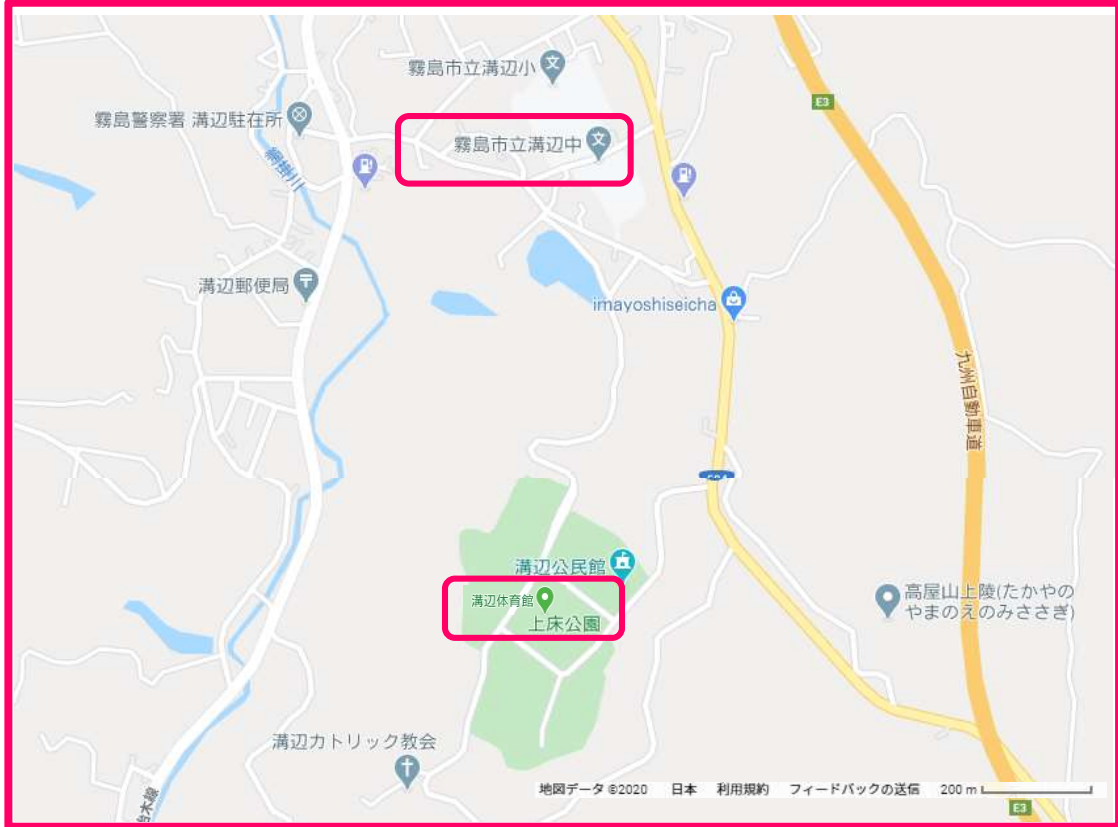 霧島市立溝辺小
文
E3
霧島警察署 溝辺駐在所
霧島市立溝辺中
文
網掛川
溝辺郵便局
imayoshiseicha
九州自動車道
溝辺公民館
溝辺体育館
上床公園
高屋山上陵(たかやの
やまのえのみささぎ)
溝辺カトリック教会
地図データ ©2020 日本 利用規約 フィードバックの送信 200 m
E3